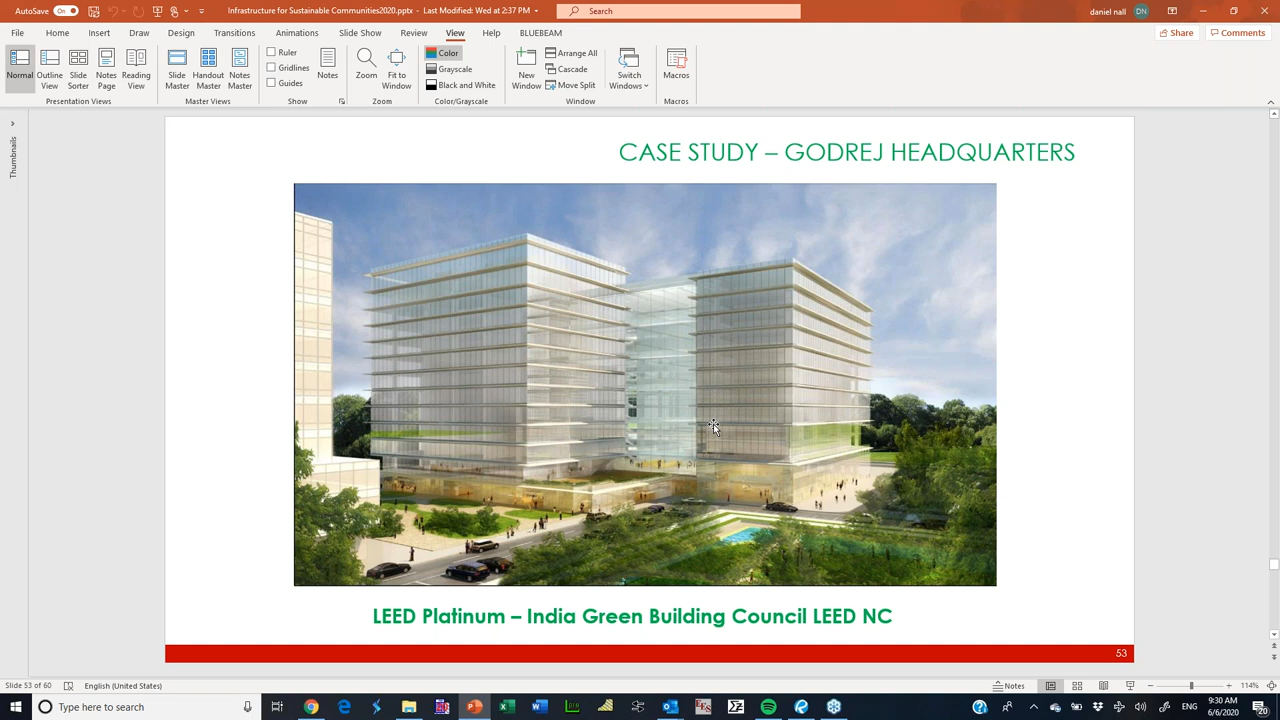 AutoSave On Infrastructure for Sustainable Communities2020.pptx - Last Modified: Wed at 2:37 PM Search daniel nall DN
File Home Insert Draw Design Transitions Animations Slide Show Review View Help BLUEBEAM Share Comments
Normal Outline View Slide Sorter Notes Page Reading View
Presentation Views
Slide Master Handout Master Notes Master
Master Views
Ruler
Gridlines
Guides
Notes
Show
Zoom Fit to Window
Zoom
Color
Grayscale
Black and White
Color/Grayscale
New Window
Arrange All
Cascade
Move Split
Switch Windows
Window
Macros
Macros
Thumbnails
CASE STUDY – GODREJ HEADQUARTERS
LEED Platinum – India Green Building Council LEED NC
53
Slide 53 of 60 English (United States) Notes 114%
Type here to search
ENG 9:30 AM
6/6/2020
20